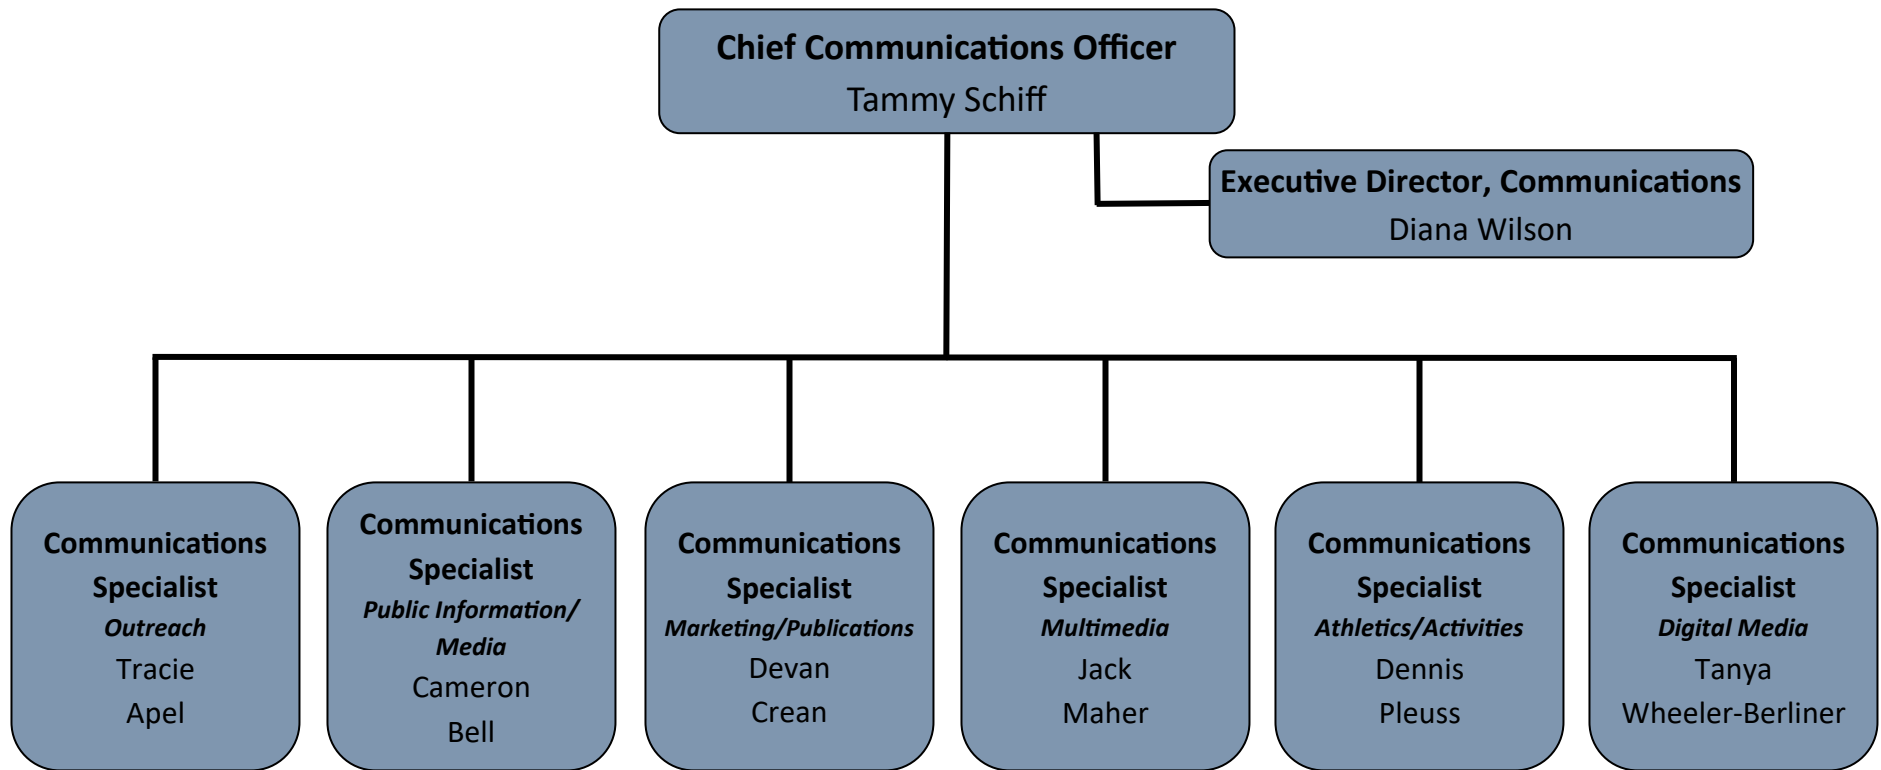 Chief Communications Officer
Tammy Schiff
Executive Director, Communications
Diana Wilson
Communications
Specialist
Outreach
Tracie
Apel
Communications
Specialist
Public Information/
Media
Cameron
Bell
Communications
Specialist
Marketing/Publications
Devan
Crean
Communications
Specialist
Multimedia
Jack
Maher
Communications
Specialist
Athletics/Activities
Dennis
Pleuss
Communications
Specialist
Digital Media
Tanya
Wheeler-Berliner